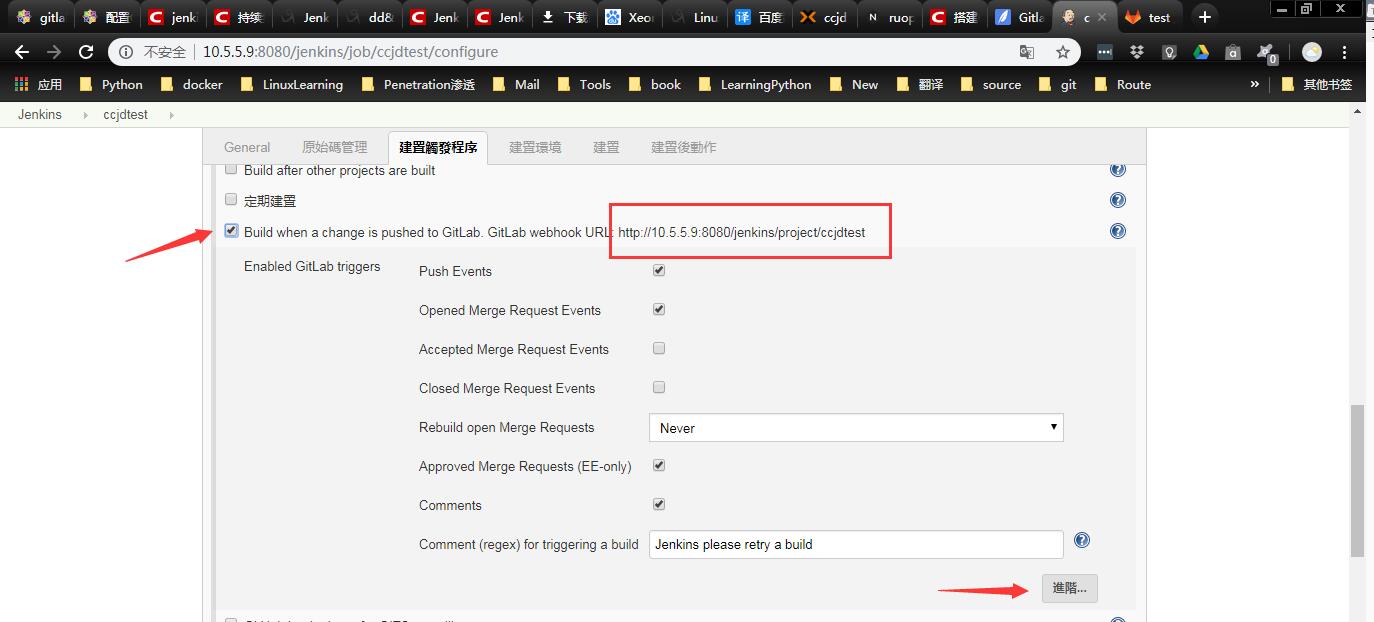 gitla 配置 jenki 持续 Jenk dd& Jenk Jenk 下载 Xeo Linu 百度 ccjd ruop 搭建 Gitla c test
不安全 10.5.5.9:8080/jenkins/job/ccjdtest/configure
应用 Python docker LinuxLearning Penetration渗透 Mail Tools book LearningPython New 翻译 source git Route » 其他书签
Jenkins ccjdtest
General 原始碼管理 建置觸發程序 建置環境 建置 建置後動作
Build after other projects are built
定期建置
Build when a change is pushed to GitLab. GitLab webhook URL: http://10.5.5.9:8080/jenkins/project/ccjdtest
Enabled GitLab triggers
Push Events
Opened Merge Request Events
Accepted Merge Request Events
Closed Merge Request Events
Rebuild open Merge Requests Never
Approved Merge Requests (EE-only)
Comments
Comment (regex) for triggering a build Jenkins please retry a build
進階...